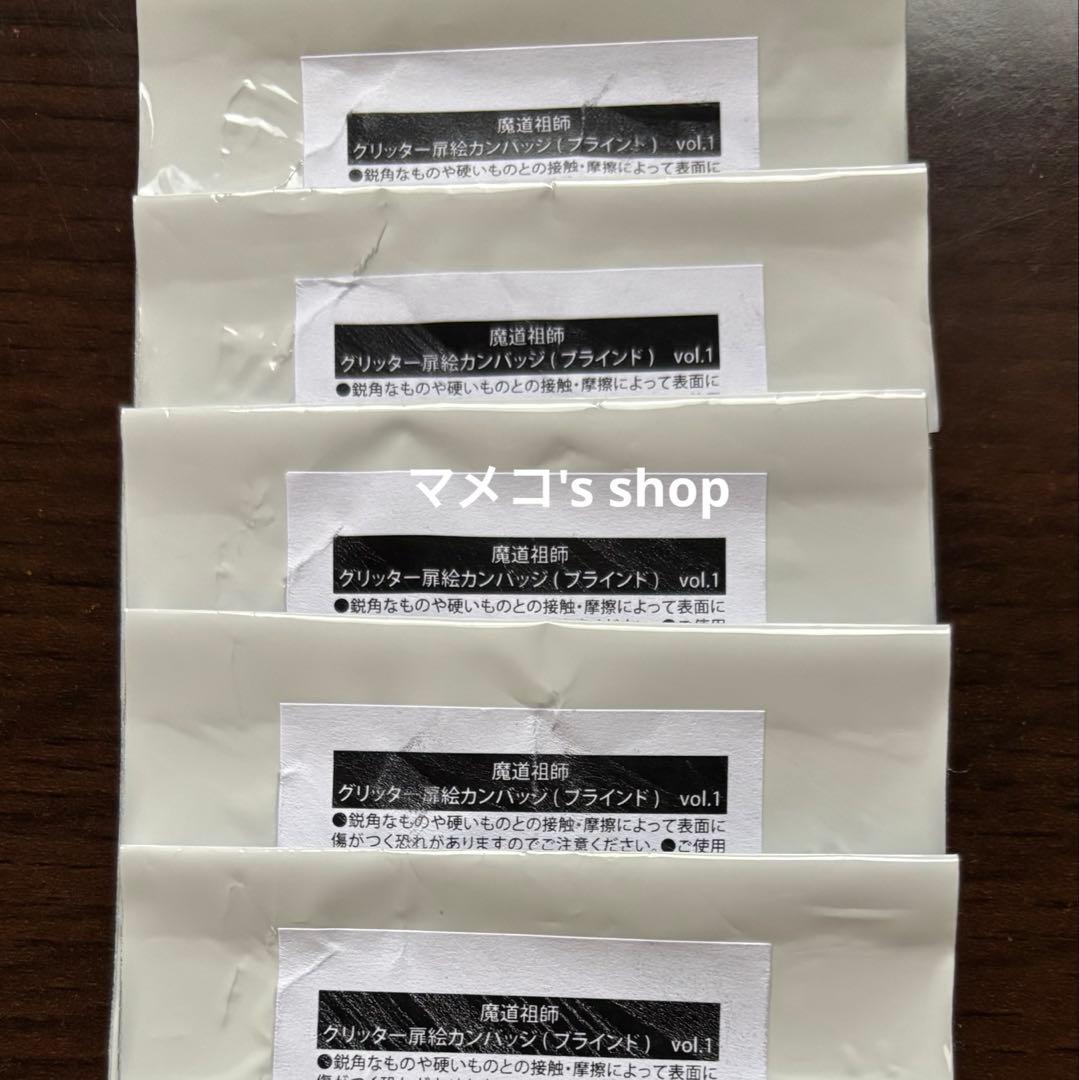 魔道祖師
グリッター扉絵カンバッジ(ブラインド) vol.1
●鋭角なものや硬いものとの接触・摩擦によって表面に
魔道祖師
グリッター扉絵カンバッジ(ブラインド) vol.1
●鋭角なものや硬いものとの接触・摩擦によって表面に
マメコ's shop
魔道祖師
グリッター扉絵カンバッジ(ブラインド) vol.1
●鋭角なものや硬いものとの接触・摩擦によって表面に
●ご使用
魔道祖師
グリッター扉絵カンバッジ(ブラインド) vol.1
●鋭角なものや硬いものとの接触・摩擦によって表面に
傷がつく恐れがありますのでご注意ください。●ご使用
魔道祖師
グリッター扉絵カンバッジ(ブラインド) vol.1
●鋭角なものや硬いものとの接触・摩擦によって表面に